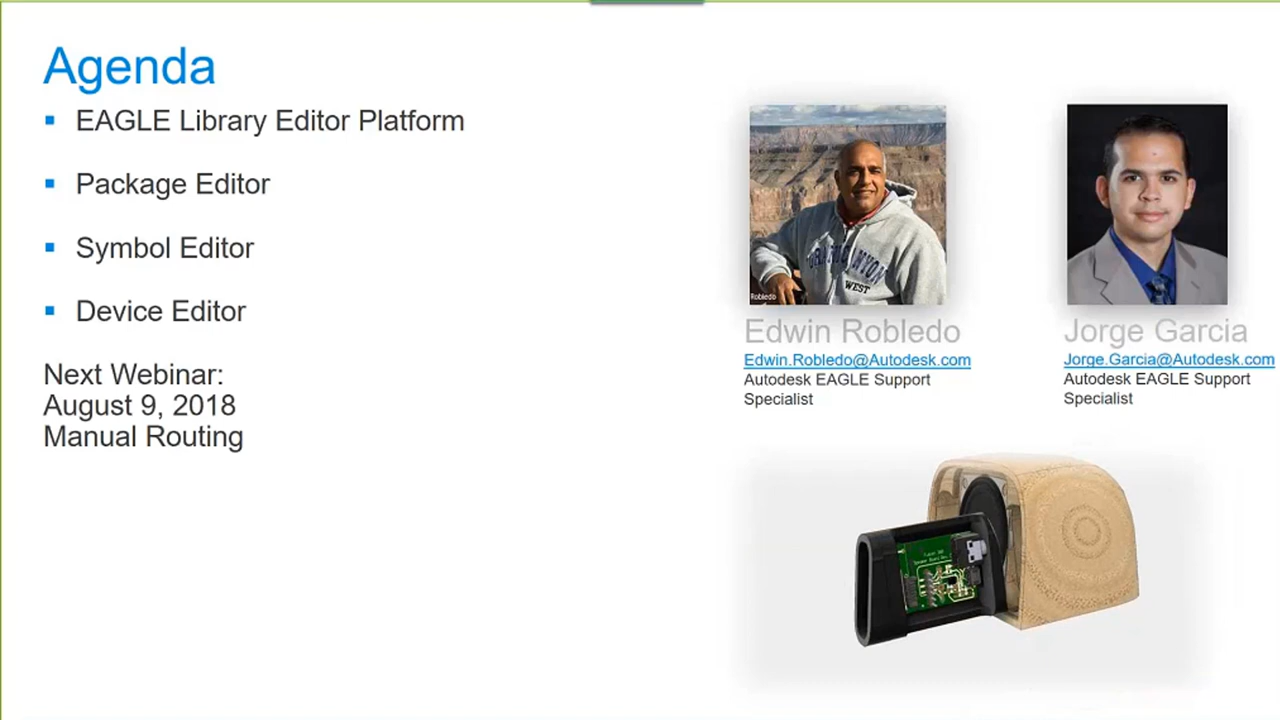 Agenda
EAGLE Library Editor Platform
Package Editor
Symbol Editor
Device Editor
Next Webinar:
August 9, 2018
Manual Routing
WEST
Robledo
Edwin Robledo
Edwin.Robledo@Autodesk.com
Autodesk EAGLE Support
Specialist
Jorge Garcia
Jorge.Garcia@Autodesk.com
Autodesk EAGLE Support
Specialist